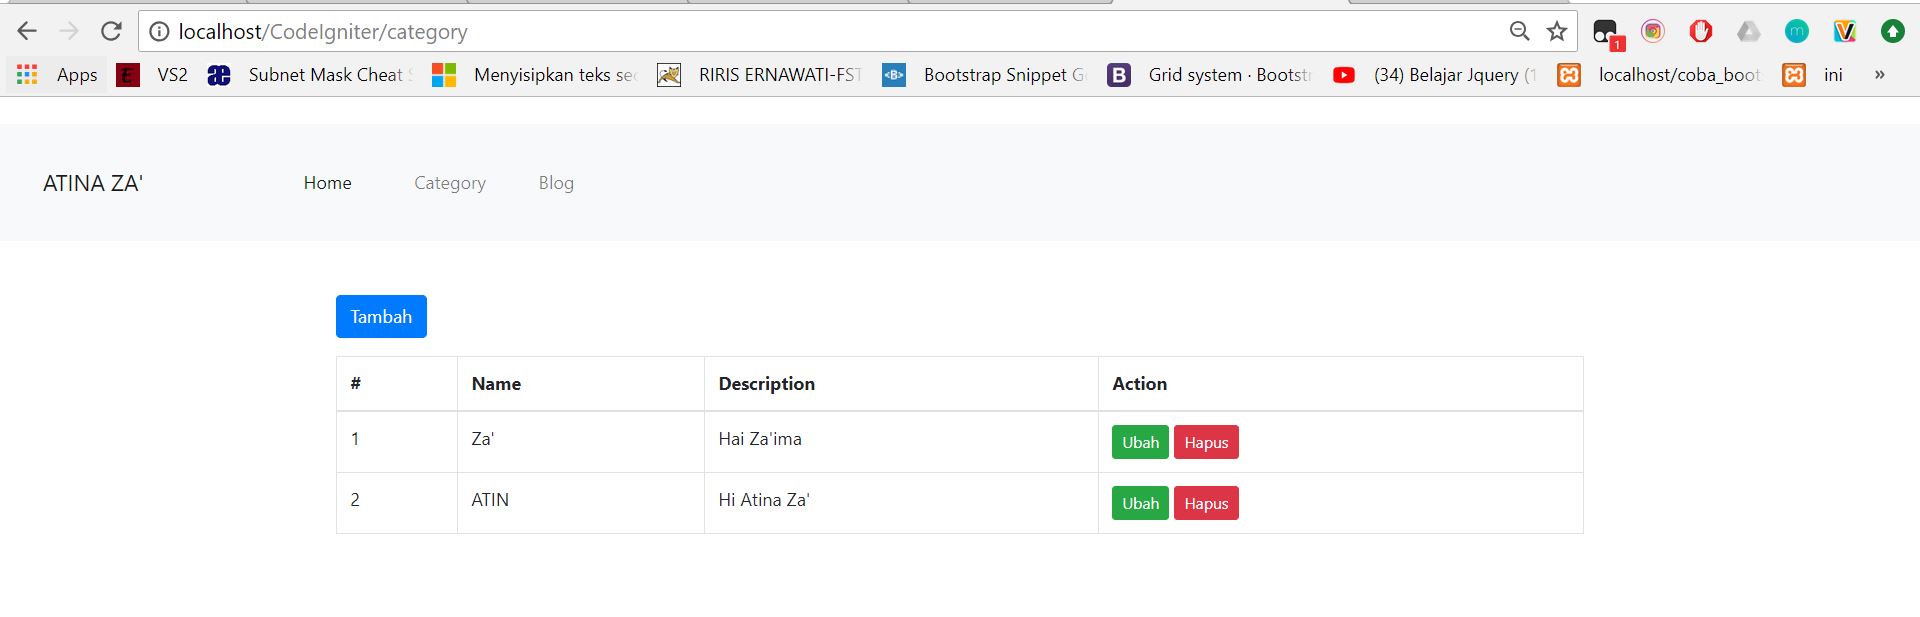 localhost/CodeIgniter/category
1
m
Apps VS2 Subnet Mask Cheat Menyisipkan teks RIRIS ERNAWATI-FST <B> Bootstrap Snippet B Grid system · Bootst (34) Belajar Jquery localhost/coba_boot ini »
ATINA ZA' Home Category Blog
Tambah
# Name Description Action
1 Za' Hai Za'ima Ubah Hapus
2 ATIN Hi Atina Za' Ubah Hapus